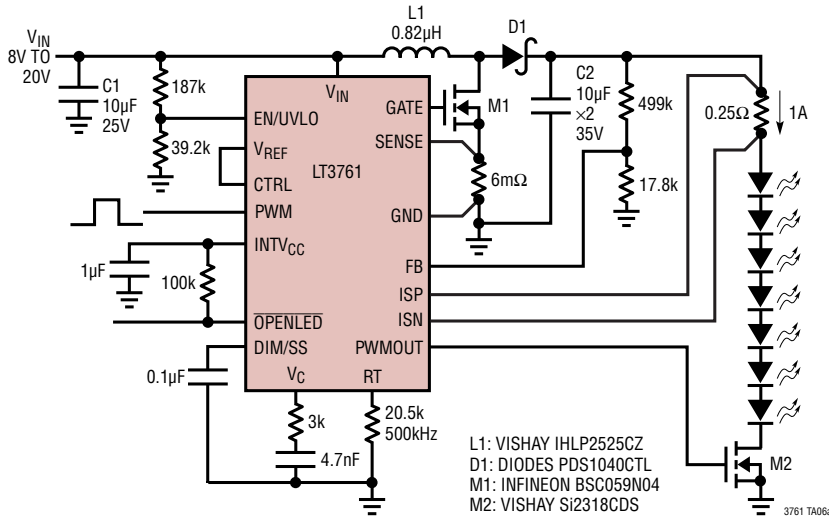 L1
0.82µH
D1
VIN
8V TO
20V
C1
10µF
25V
187k
39.2k
VIN
EN/UVLO
VREF
CTRL
PWM
INTVCC
OPENLED
DIM/SS
VC
RT
LT3761
GATE
SENSE
GND
FB
ISP
ISN
PWMOUT
M1
6mΩ
C2
10µF
×2
35V
499k
17.8k
0.25Ω
1A
1µF
100k
0.1µF
3k
4.7nF
20.5k
500kHz
M2
L1: VISHAY IHLP2525CZ
D1: DIODES PDS1040CTL
M1: INFINEON BSC059N04
M2: VISHAY Si2318CDS